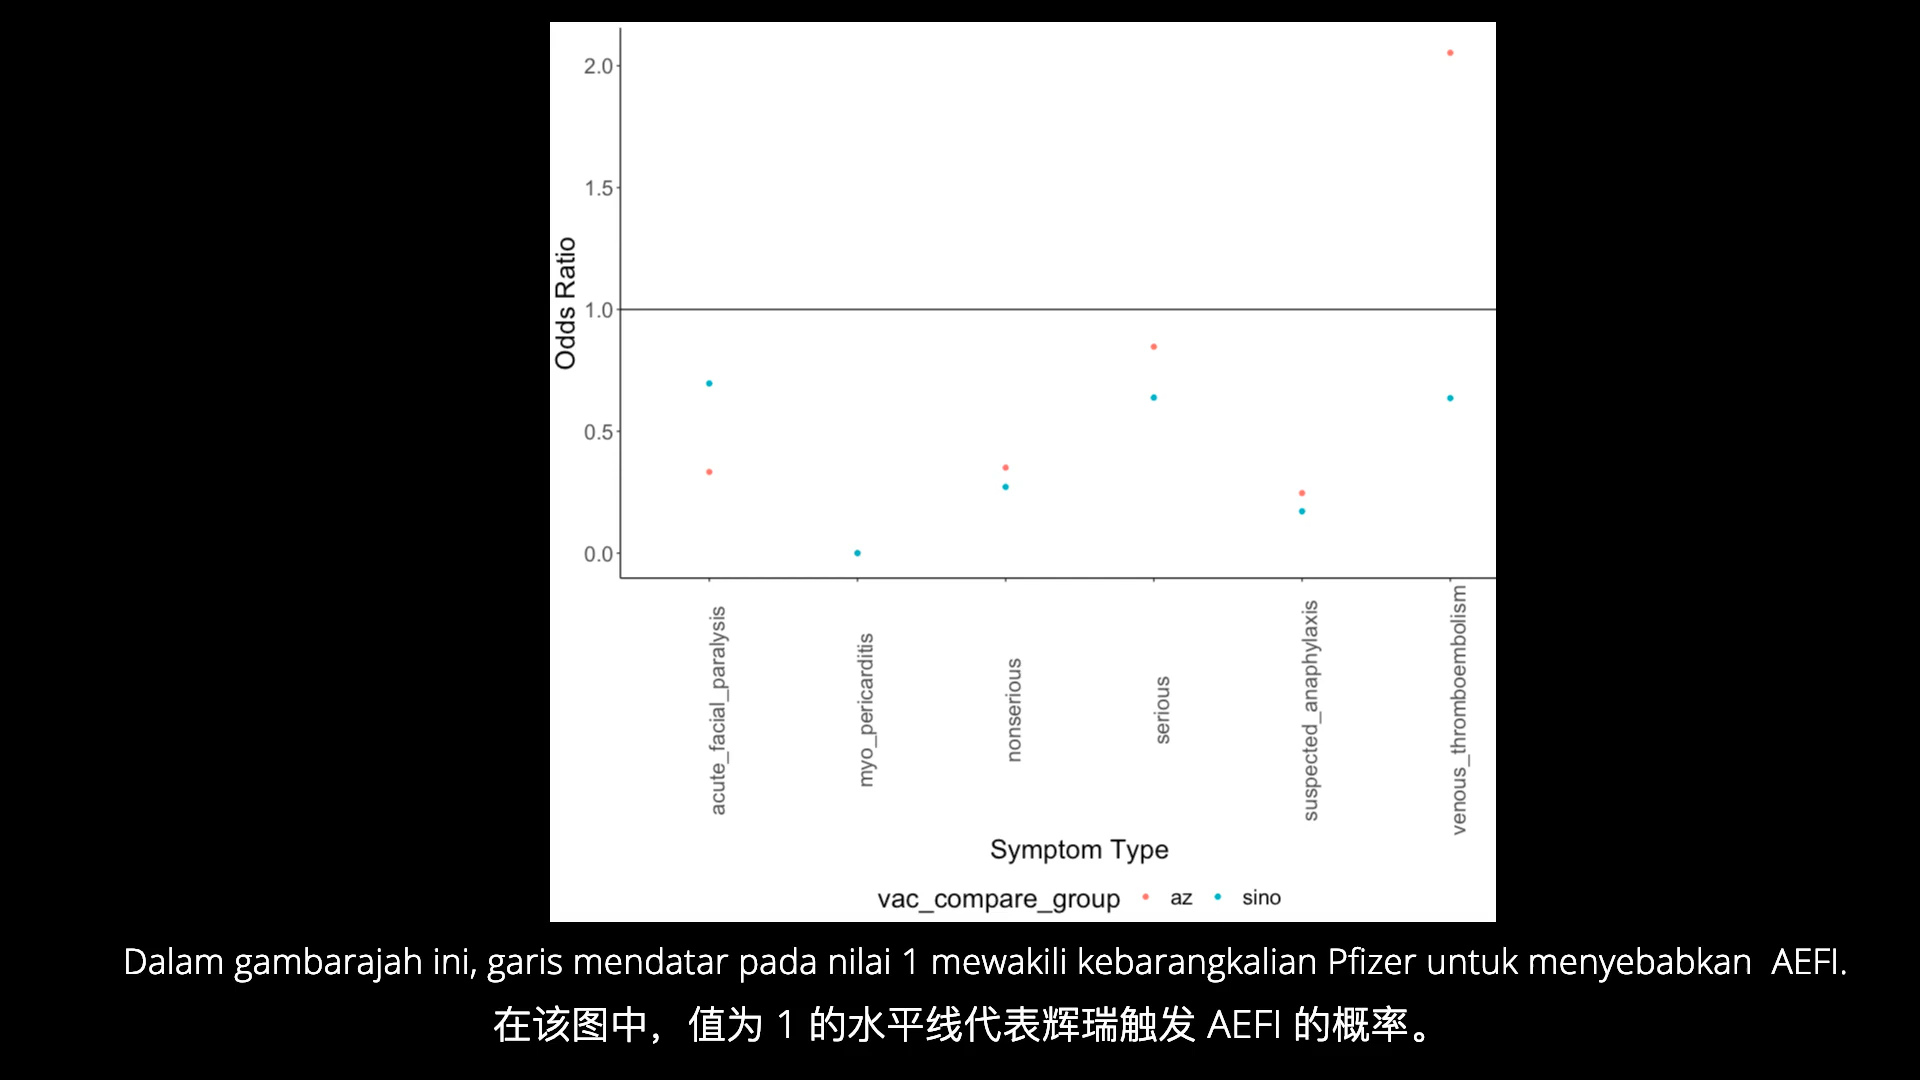 2.0
1.5
1.0
0.5
0.0
Odds Ratio
acute_facial_paralysis
myo_pericarditis
nonserious
serious
suspected_anaphylaxis
venous_thromboembolism
Symptom Type
vac_compare_group az sino
Dalam gambarajah ini, garis mendatar pada nilai 1 mewakili kebarangkalian Pfizer untuk menyebabkan  AEFI.
在该图中，值为 1 的水平线代表辉瑞触发 AEFI 的概率。